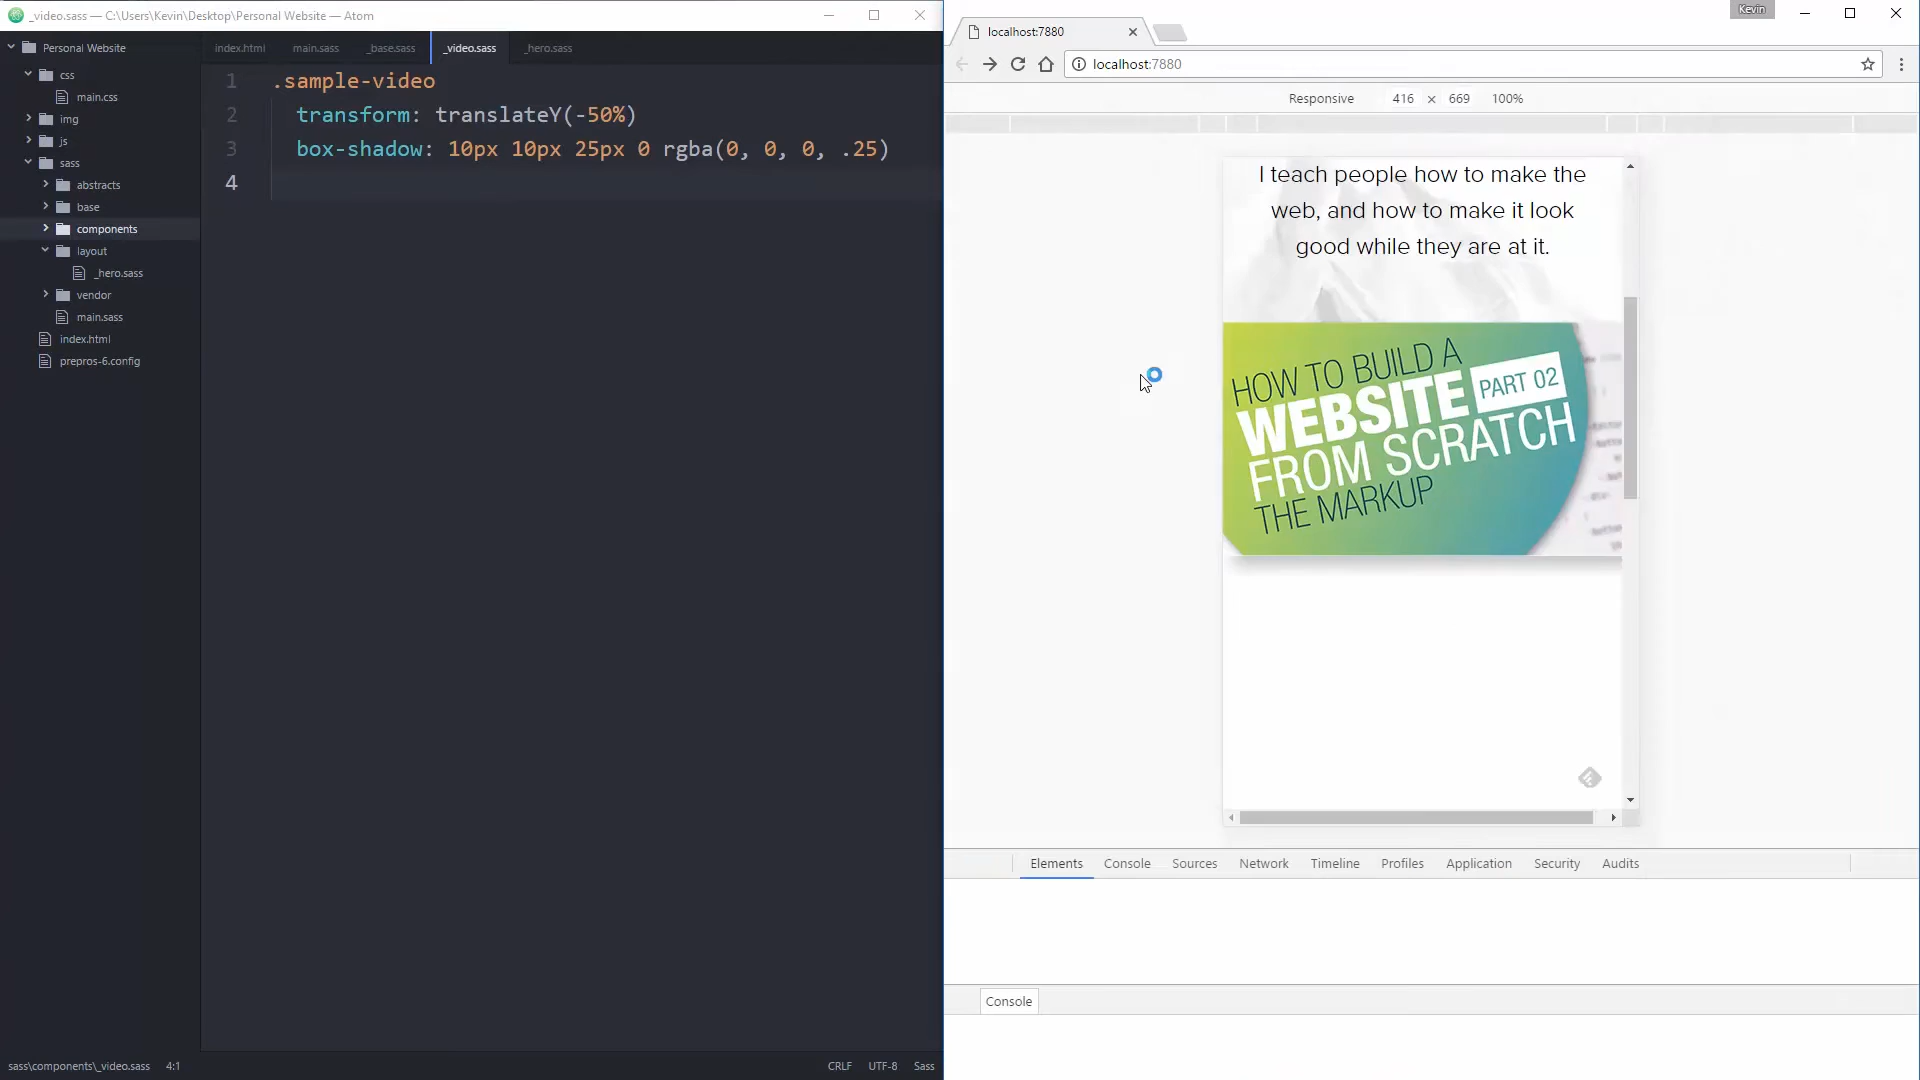 _video.sass — C:\Users\Kevin\Desktop\Personal Website — Atom
Personal Website
css
main.css
img
js
sass
abstracts
base
components
layout
_hero.sass
vendor
main.sass
index.html
prepros-6.config
index.html
main.sass
_base.sass
_video.sass
_hero.sass
1 .sample-video
2 transform: translateY(-50%)
3 box-shadow: 10px 10px 25px 0 rgba(0, 0, 0, .25)
4
sass\components\_video.sass 4:1
CRLF UTF-8 Sass
Kevin
localhost:7880
localhost:7880
Responsive 416 × 669 100%
I teach people how to make the
web, and how to make it look
good while they are at it.
HOW TO BUILD A
WEBSITE PART 02
FROM SCRATCH
THE MARKUP
Elements Console Sources Network Timeline Profiles Application Security Audits
Console